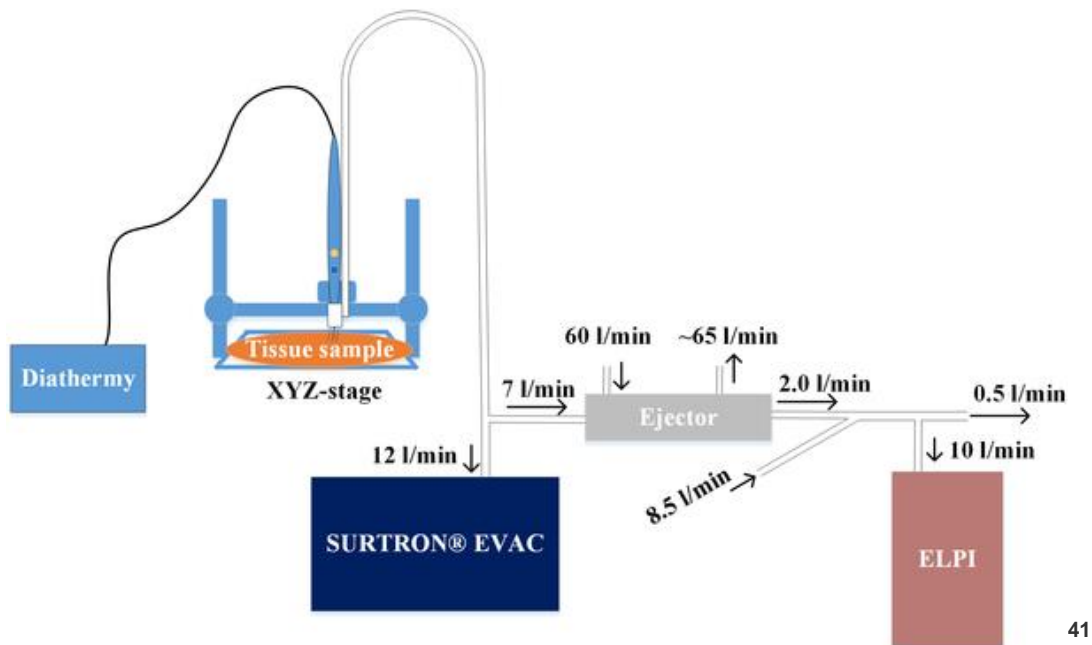 60 l/min
~65 l/min
Tissue sample
Diathermy
XYZ-stage
7 l/min
Ejector
2.0 l/min
0.5 l/min
12 l/min
10 l/min
8.5 l/min
SURTRON® EVAC
ELPI
41